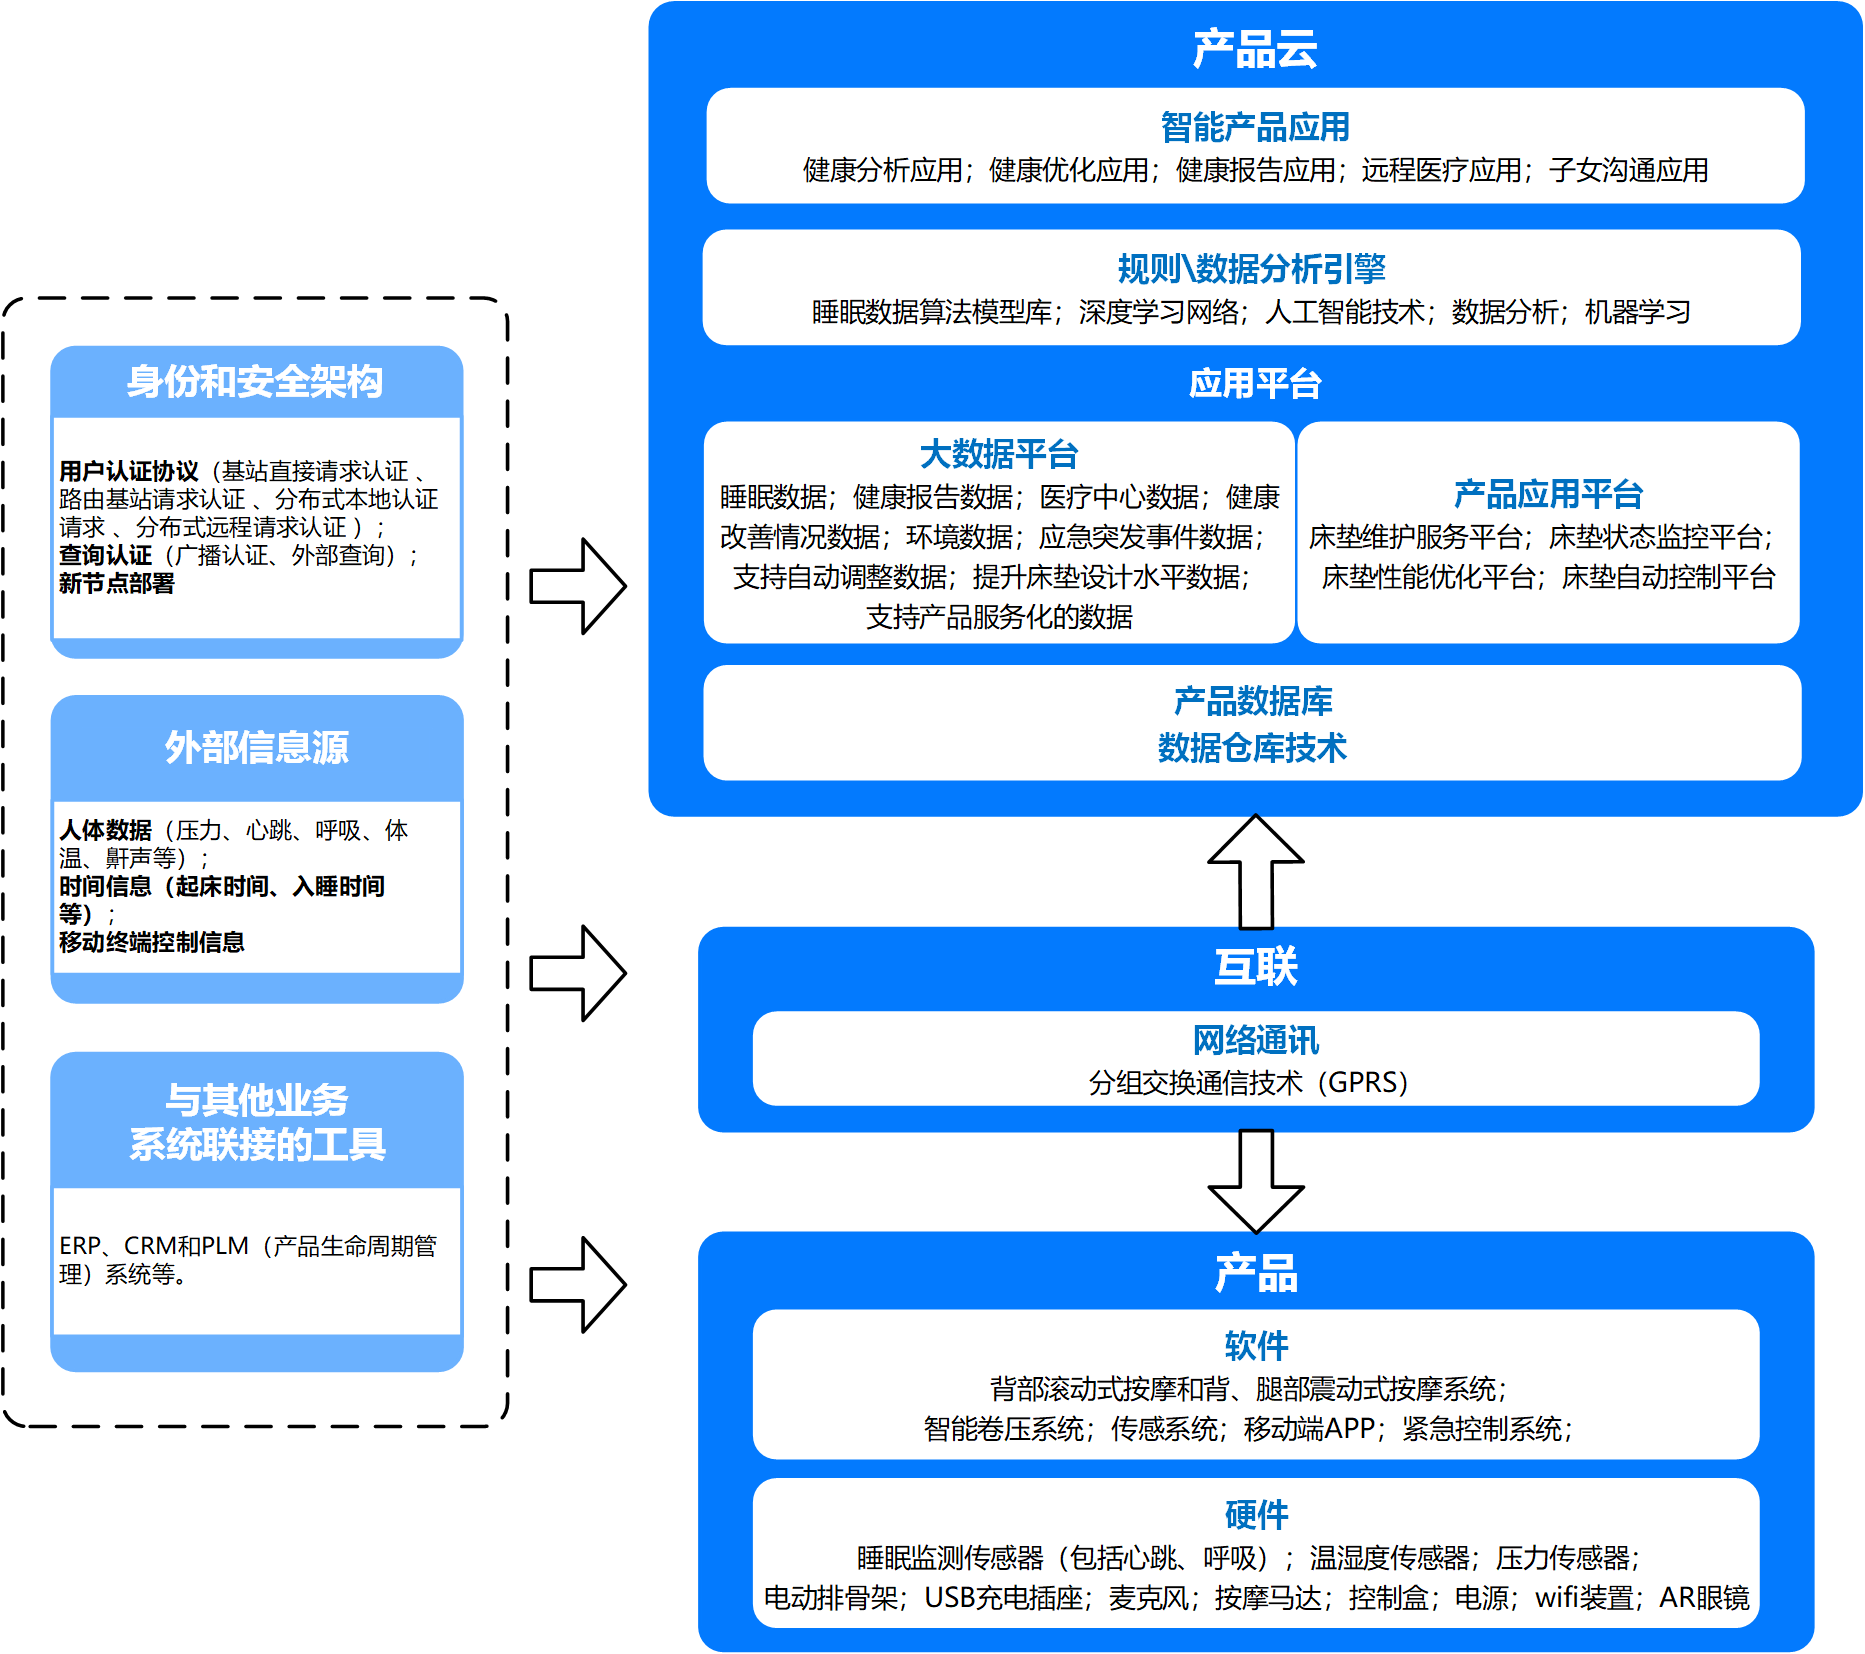 产品云
智能产品应用
健康分析应用；健康优化应用；健康报告应用；远程医疗应用；子女沟通应用
规则\数据分析引擎
睡眠数据算法模型库；深度学习网络；人工智能技术；数据分析；机器学习
应用平台
大数据平台
睡眠数据；健康报告数据；医疗中心数据；健康
改善情况数据；环境数据；应急突发事件数据；
支持自动调整数据；提升床垫设计水平数据；
支持产品服务化的数据
产品应用平台
床垫维护服务平台；床垫状态监控平台；
床垫性能优化平台；床垫自动控制平台
产品数据库
数据仓库技术
身份和安全架构
用户认证协议（基站直接请求认证 、
路由基站请求认证 、分布式本地认证
请求 、分布式远程请求认证 ）；
查询认证（广播认证、外部查询）；
新节点部署
外部信息源
人体数据（压力、心跳、呼吸、体
温、鼾声等）；
时间信息（起床时间、入睡时间
等）；
移动终端控制信息
与其他业务
系统联接的工具
ERP、CRM和PLM（产品生命周期管
理）系统等。
互联
网络通讯
分组交换通信技术（GPRS）
产品
软件
背部滚动式按摩和背、腿部震动式按摩系统；
智能卷压系统；传感系统；移动端APP；紧急控制系统；
硬件
睡眠监测传感器（包括心跳、呼吸）；温湿度传感器；压力传感器；
电动排骨架；USB充电插座；麦克风；按摩马达；控制盒；电源；wifi装置；AR眼镜